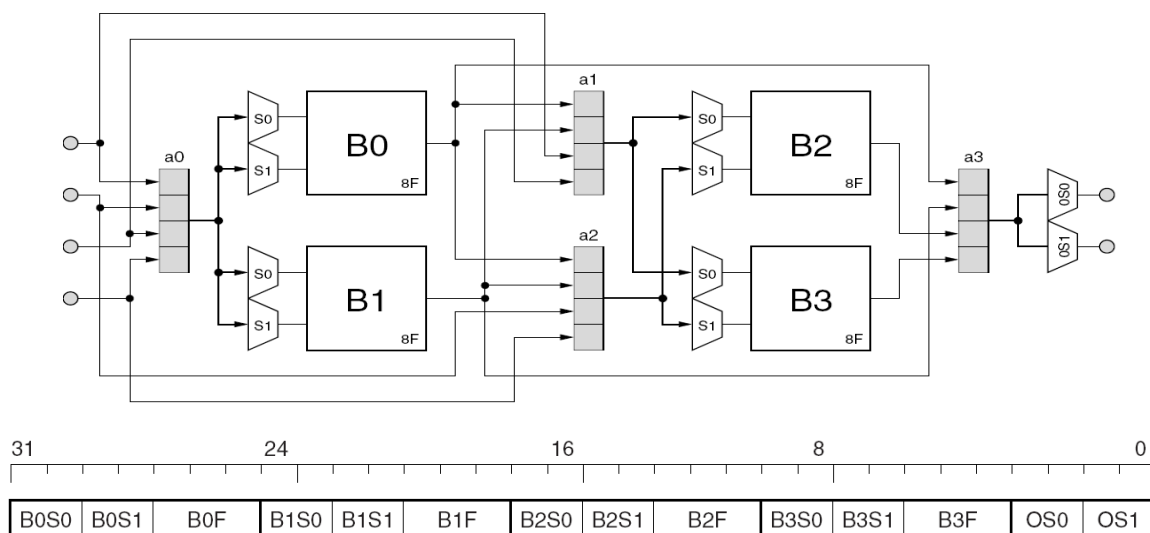 a1
S0 B0 S0 B2
a0 a3
S1 8F S1 8F
0S0
a2
0S1
S0 B1 S0 B3
S1 8F S1 8F
31 24 16 8 0
B0S0 B0S1 B0F B1S0 B1S1 B1F B2S0 B2S1 B2F B3S0 B3S1 B3F OS0 OS1